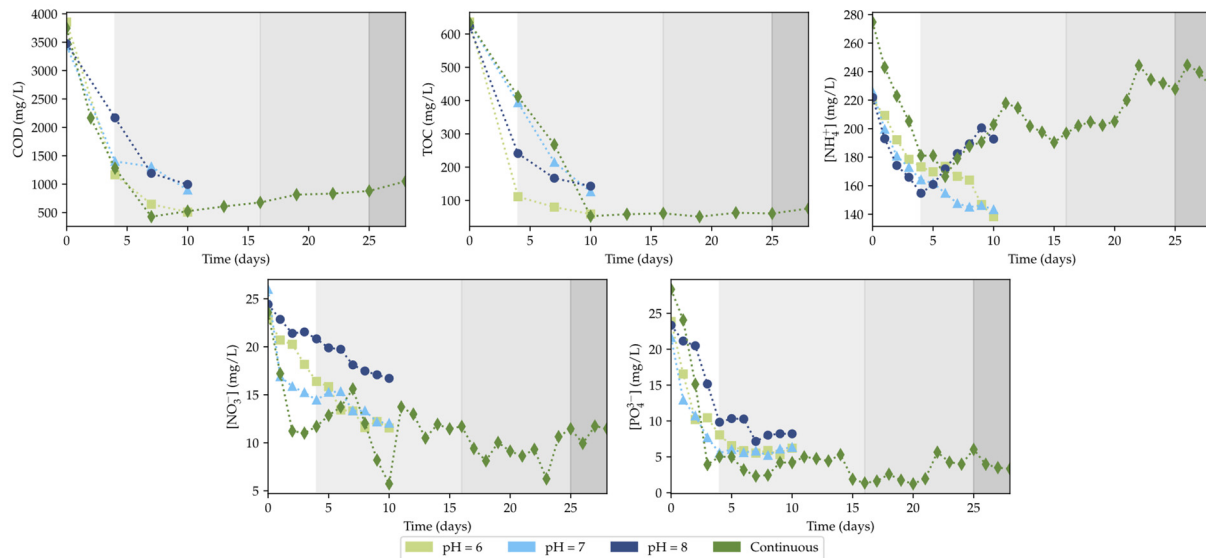 4000
3500
3000
2500
2000
1500
1000
500
COD
(mg/L)
0 5 10 15 20 25
Time (days)
600
500
400
300
200
100
TOC
(mg/L)
0 5 10 15 20 25
Time (days)
280
260
240
220
200
180
160
140
[NH₄⁺] (mg/L)
0 5 10 15 20 25
Time (days)
25
20
15
10
5
[NO₃⁻] (mg/L)
0 5 10 15 20 25
Time (days)
30
25
20
15
10
5
0
[PO₄³⁻] (mg/L)
0 5 10 15 20 25
Time (days)
pH = 6 pH = 7 pH = 8 Continuous